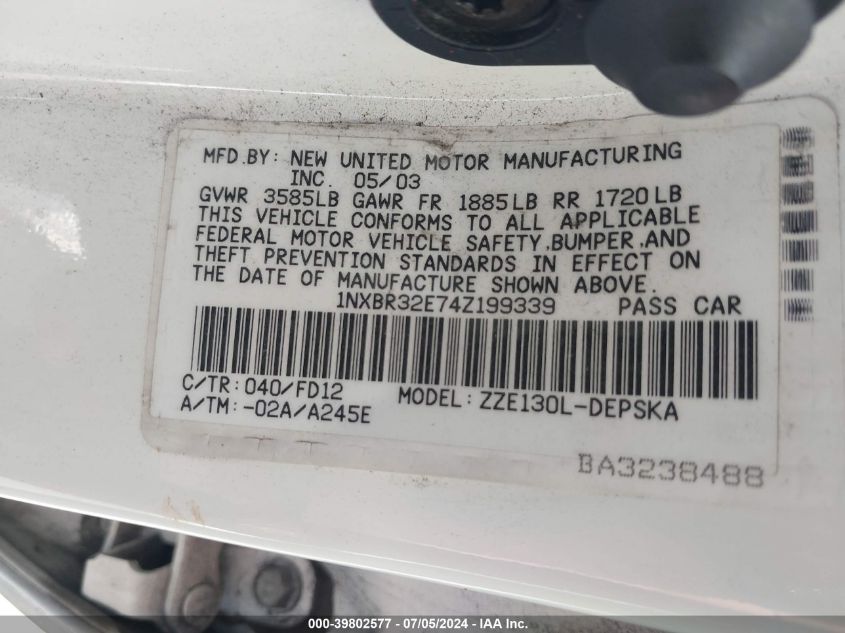 MFD.BY: NEW UNITED MOTOR MANUFACTURING
INC. 05/03
GVWR 3585LB GAWR FR 1885LB RR 1720LB
THIS VEHICLE CONFORMS TO ALL APPLICABLE
FEDERAL MOTOR VEHICLE SAFETY,BUMPER,AND
THEFT PREVENTION STANDARDS IN EFFECT ON
THE DATE OF MANUFACTURE SHOWN ABOVE.
1NXBR32E74Z199339 PASS CAR
C/TR: 040/FD12 MODEL: ZZE130L-DEPSKA
A/TM: -02A/A245E
BA3238488
000-39802577 - 07/05/2024 - IAA Inc.